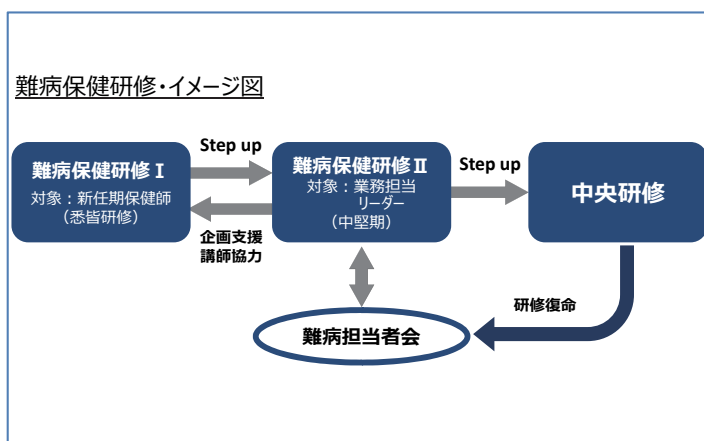 難病保健研修・イメージ図
Step up
難病保健研修Ⅰ
対象：新任期保健師
（悉皆研修）
難病保健研修Ⅱ
対象：業務担当
リーダー
（中堅期）
Step up
中央研修
企画支援
講師協力
研修復命
難病担当者会